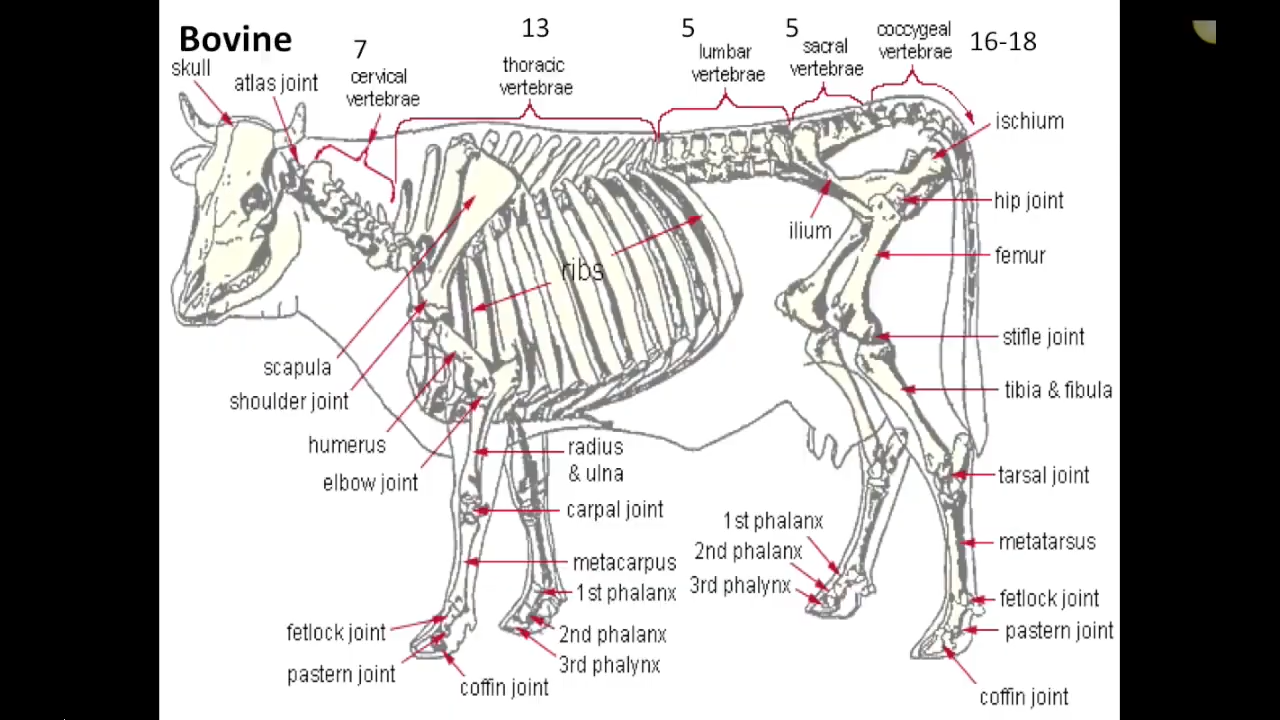 Bovine
7
13
5
5
16-18
skull
atlas joint
cervical
vertebrae
thoracic
vertebrae
lumbar
vertebrae
sacral
vertebrae
coccygeal
vertebrae
ischium
hip joint
ilium
femur
ribs
stifle joint
scapula
shoulder joint
tibia & fibula
humerus
elbow joint
radius
& ulna
tarsal joint
carpal joint
1st phalanx
2nd phalanx
3rd phalynx
metatarsus
metacarpus
1st phalanx
fetlock joint
fetlock joint
2nd phalanx
pastern joint
3rd phalynx
pastern joint
coffin joint
coffin joint